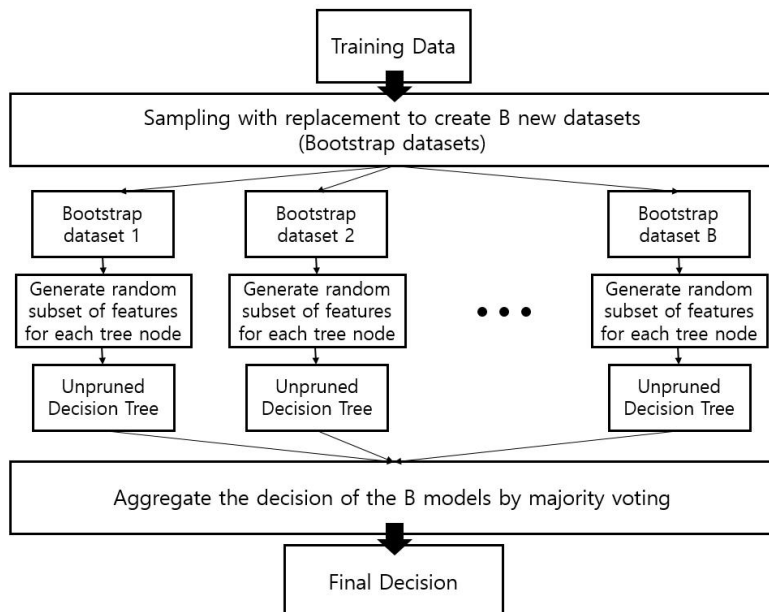 Training Data
Sampling with replacement to create B new datasets
(Bootstrap datasets)
Bootstrap
dataset 1
Bootstrap
dataset 2
Bootstrap
dataset B
Generate random
subset of features
for each tree node
Generate random
subset of features
for each tree node
Generate random
subset of features
for each tree node
Unpruned
Decision Tree
Unpruned
Decision Tree
Unpruned
Decision Tree
Aggregate the decision of the B models by majority voting
Final Decision